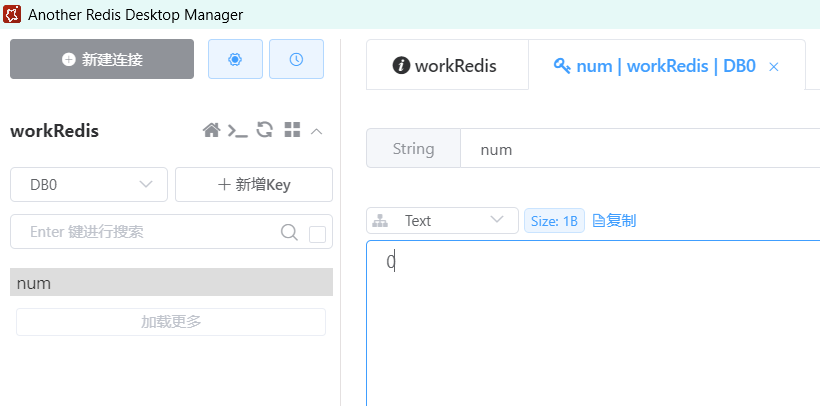 Another Redis Desktop Manager
新建连接
workRedis
DB0
新增Key
Enter 键进行搜索
num
加载更多
workRedis
num | workRedis | DB0
String
num
Text
Size: 1B
复制
0